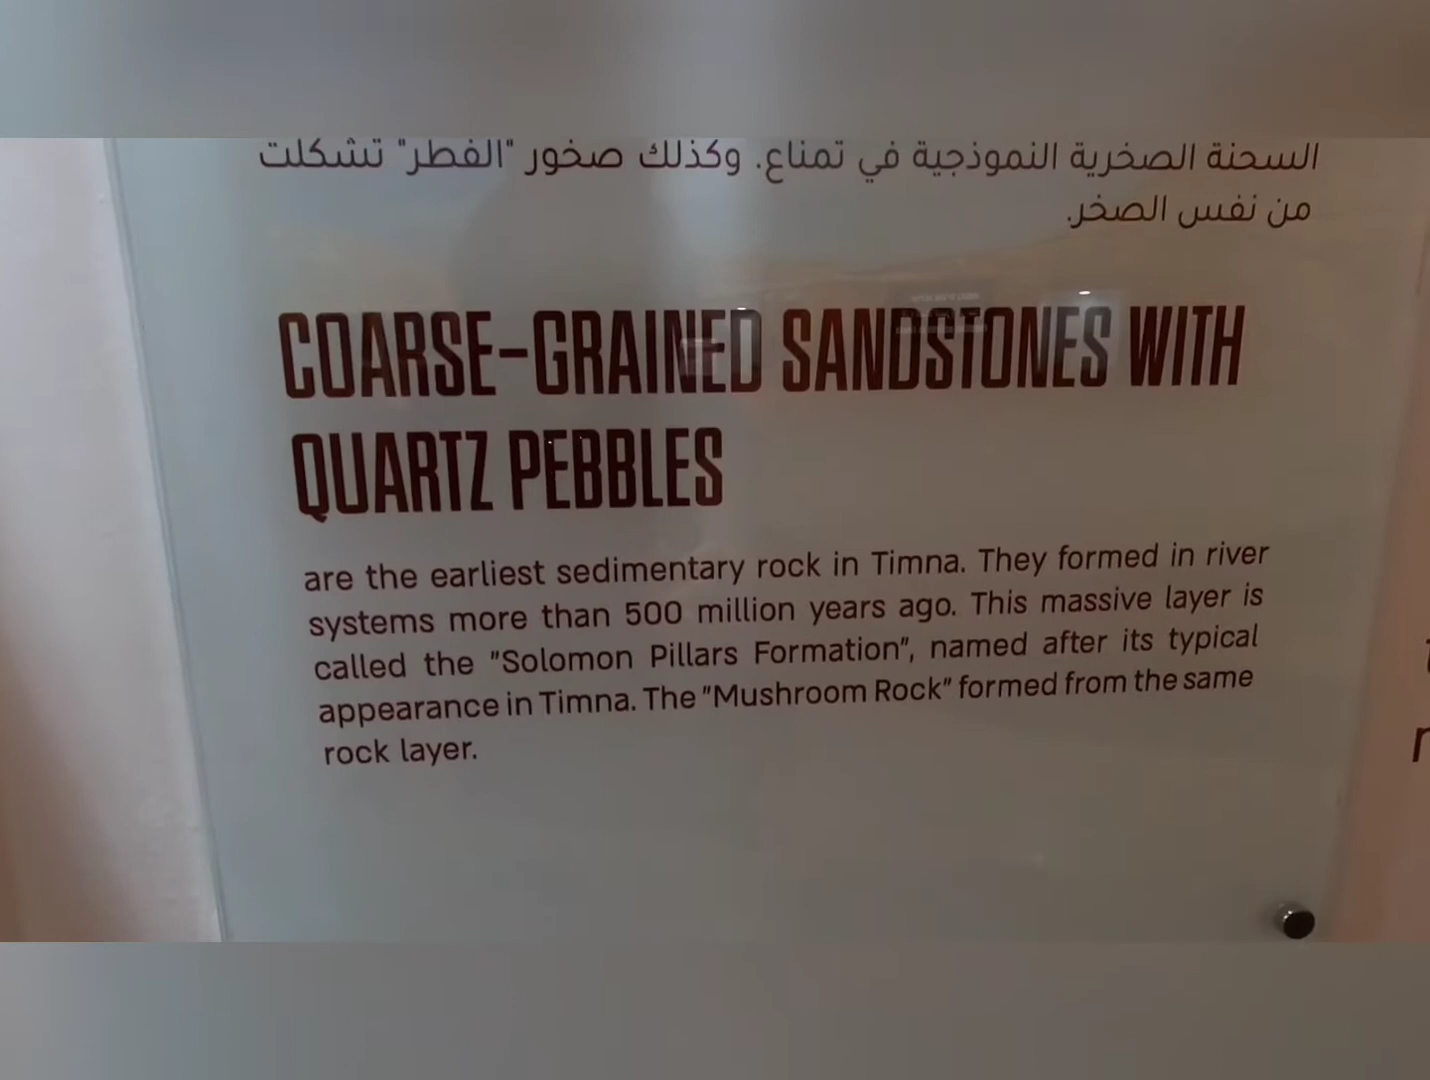 السحنة الصخرية النموذجية في تمناع. وكذلك صخور "الفطر" تشكلت
من نفس الصخر.
COARSE-GRAINED SANDSTONES WITH
QUARTZ PEBBLES
are the earliest sedimentary rock in Timna. They formed in river
systems more than 500 million years ago. This massive layer is
called the "Solomon Pillars Formation", named after its typical
appearance in Timna. The "Mushroom Rock" formed from the same
rock layer.